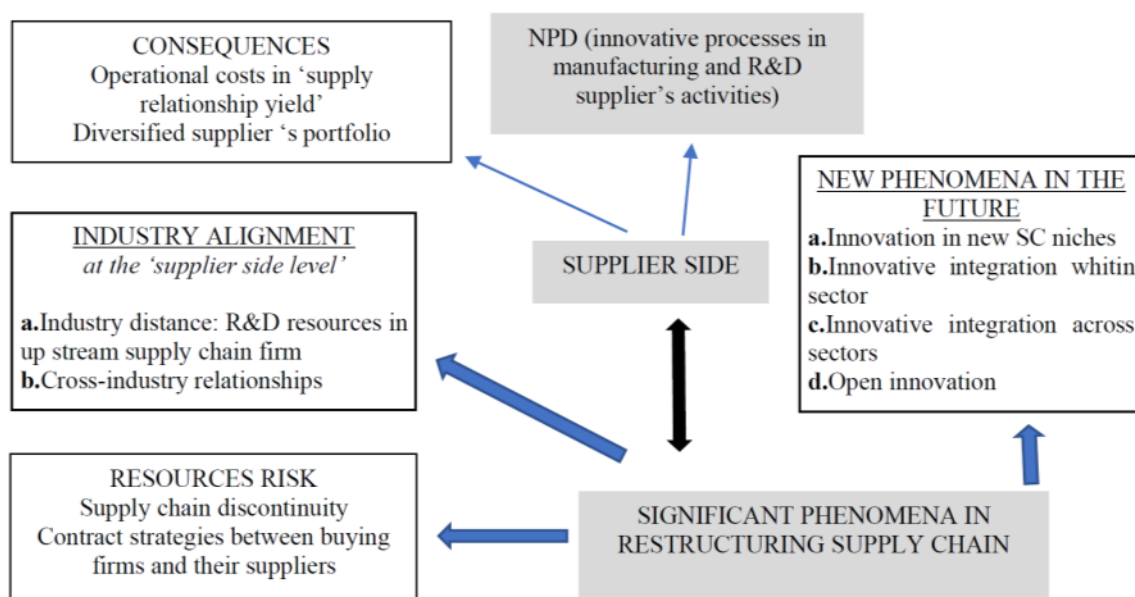 CONSEQUENCES
Operational costs in ‘supply
relationship yield’
Diversified supplier ‘s portfolio
NPD (innovative processes in
manufacturing and R&D
supplier’s activities)
INDUSTRY ALIGNMENT
at the ‘supplier side level’
a.Industry distance: R&D resources in
up stream supply chain firm
b.Cross-industry relationships
SUPPLIER SIDE
NEW PHENOMENA IN THE
FUTURE
a.Innovation in new SC niches
b.Innovative integration whitin
sector
c.Innovative integration across
sectors
d.Open innovation
RESOURCES RISK
Supply chain discontinuity
Contract strategies between buying
firms and their suppliers
SIGNIFICANT PHENOMENA IN
RESTRUCTURING SUPPLY CHAIN